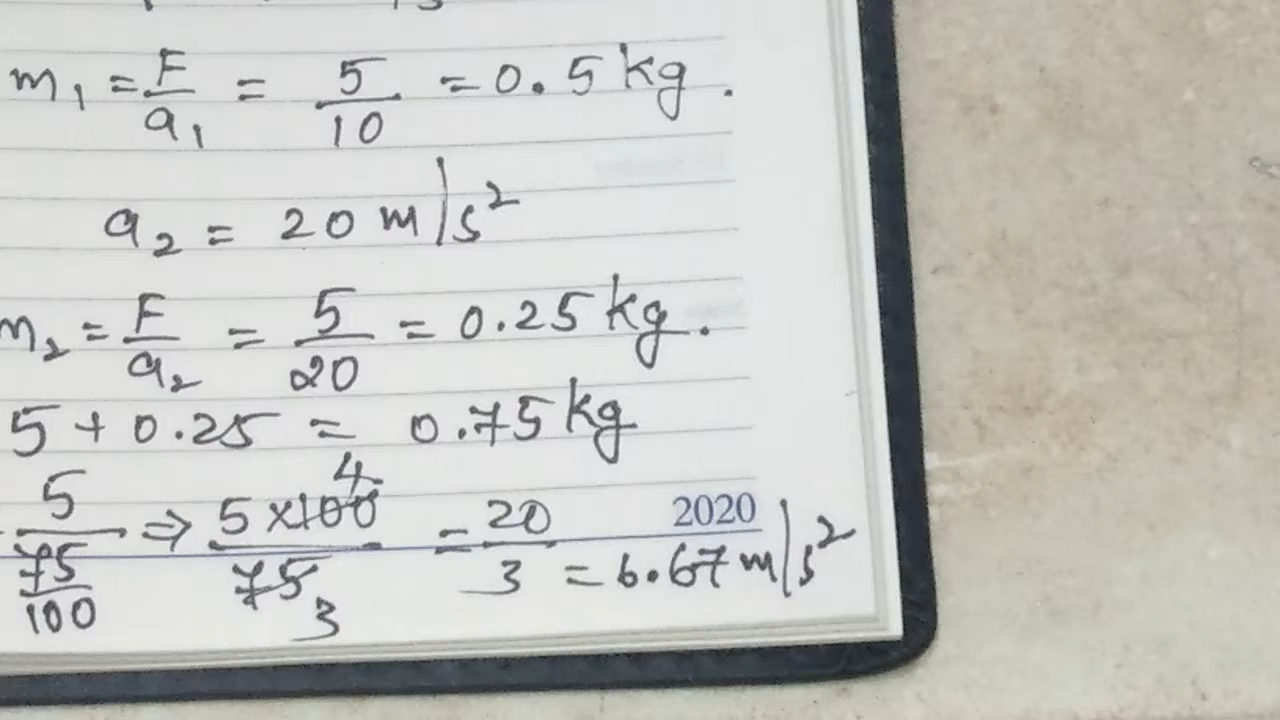 m₁ = F/a₁ = 5/10 = 0.5 kg.
a₂ = 20 m/s²
m₂ = F/a₂ = 5/20 = 0.25 kg.
5 + 0.25 = 0.75 kg
5/(75/100) ⇒ 5 × 100/75 4 3 = 20/3 = 6.67 m/s²
2020